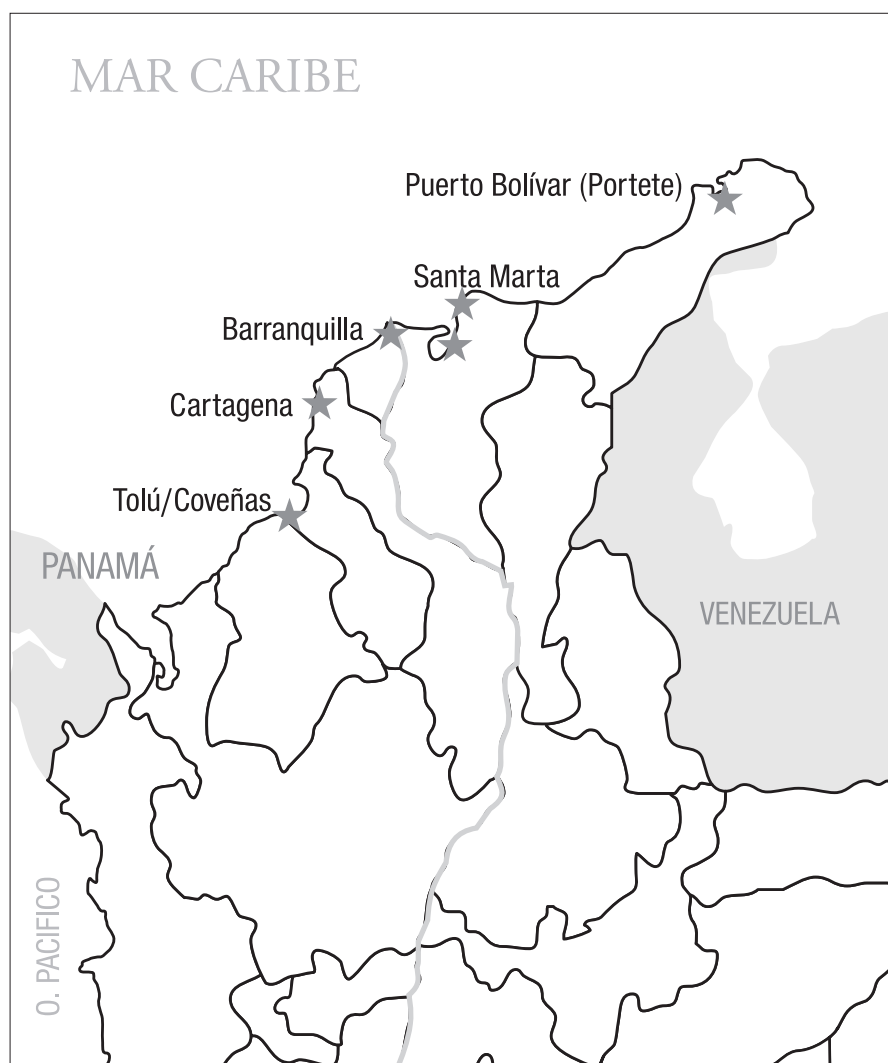 MAR CARIBE
Puerto Bolívar (Portete)
Santa Marta
Barranquilla
Cartagena
Tolú/Coveñas
PANAMÁ
VENEZUELA
O. PACIFICO